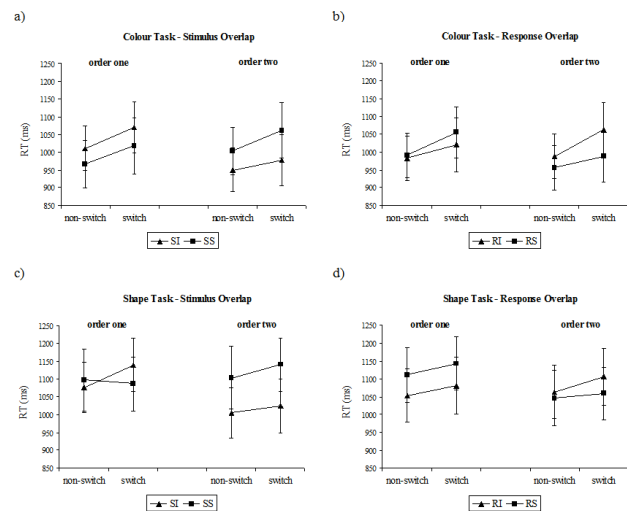 a)
Colour Task - Stimulus Overlap
order one
order two
1250
1200
1150
1100
1050
1000
950
900
850
RT (ms)
non-switch switch non-switch switch
SI SS
b)
Colour Task - Response Overlap
order one
order two
1250
1200
1150
1100
1050
1000
950
900
850
RT (ms)
non-switch switch non-switch switch
RI RS
c)
Shape Task - Stimulus Overlap
order one
order two
1250
1200
1150
1100
1050
1000
950
900
850
RT (ms)
non-switch switch non-switch switch
SI SS
d)
Shape Task - Response Overlap
order one
order two
1250
1200
1150
1100
1050
1000
950
900
850
RT (ms)
non-switch switch non-switch switch
RI RS